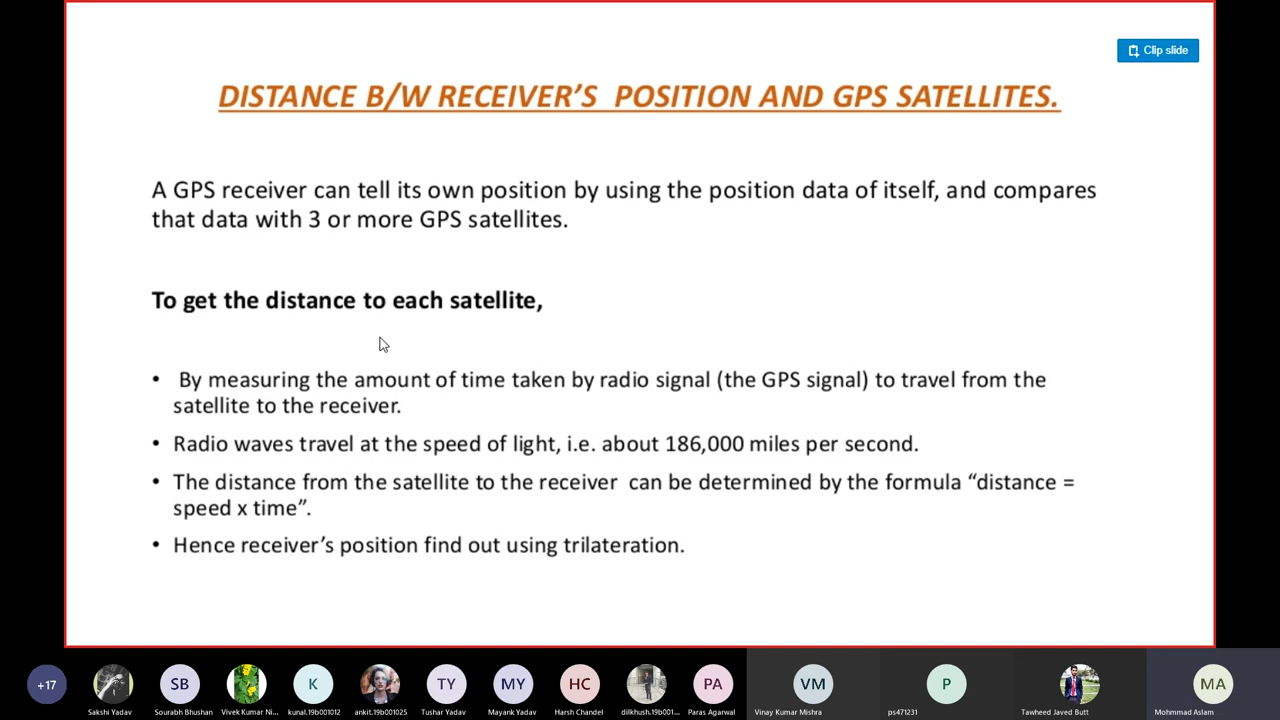 Clip slide
DISTANCE B/W RECEIVER'S POSITION AND GPS SATELLITES.
A GPS receiver can tell its own position by using the position data of itself, and compares
that data with 3 or more GPS satellites.
To get the distance to each satellite,
• By measuring the amount of time taken by radio signal (the GPS signal) to travel from the
satellite to the receiver.
• Radio waves travel at the speed of light, i.e. about 186,000 miles per second.
• The distance from the satellite to the receiver can be determined by the formula “distance =
speed x time”.
• Hence receiver's position find out using trilateration.
+17 SB K TY MY HC PA VM P MA
Sakshi Yadav Sourabh Bhushan Vivek Kumar Ni... kunal.19b001012 ankit.19b001025 Tushar Yadav Mayank Yadav Harsh Chandel dilkhush.19b001... Paras Agarwal Vinay Kumar Mishra ps471231 Tawheed Javed Butt Mohmmad Aslam